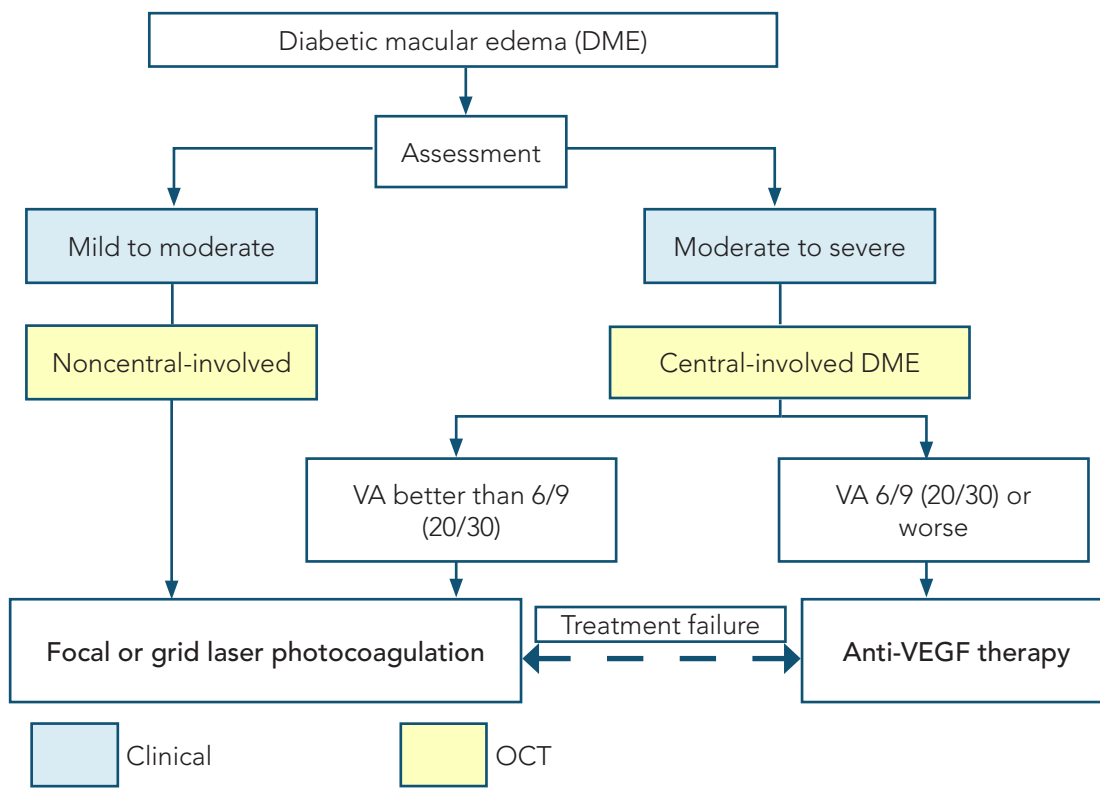 Diabetic macular edema (DME)
Assessment
Mild to moderate
Moderate to severe
Noncentral-involved
Central-involved DME
VA better than 6/9
(20/30)
VA 6/9 (20/30) or
worse
Focal or grid laser photocoagulation
Treatment failure
Anti-VEGF therapy
Clinical
OCT